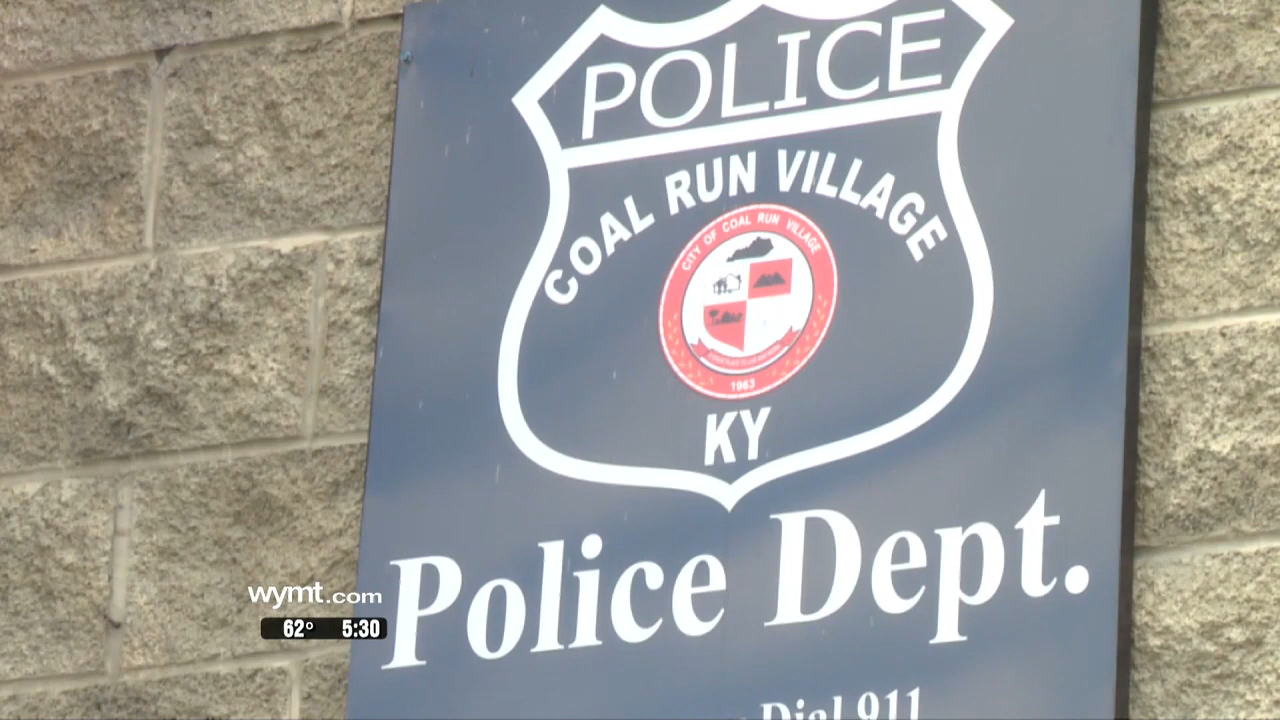 POLICE
COAL RUN VILLAGE
CITY OF COAL RUN VILLAGE
1963
KY
Police Dept.
Dial 911
wymt.com
62° 5:30